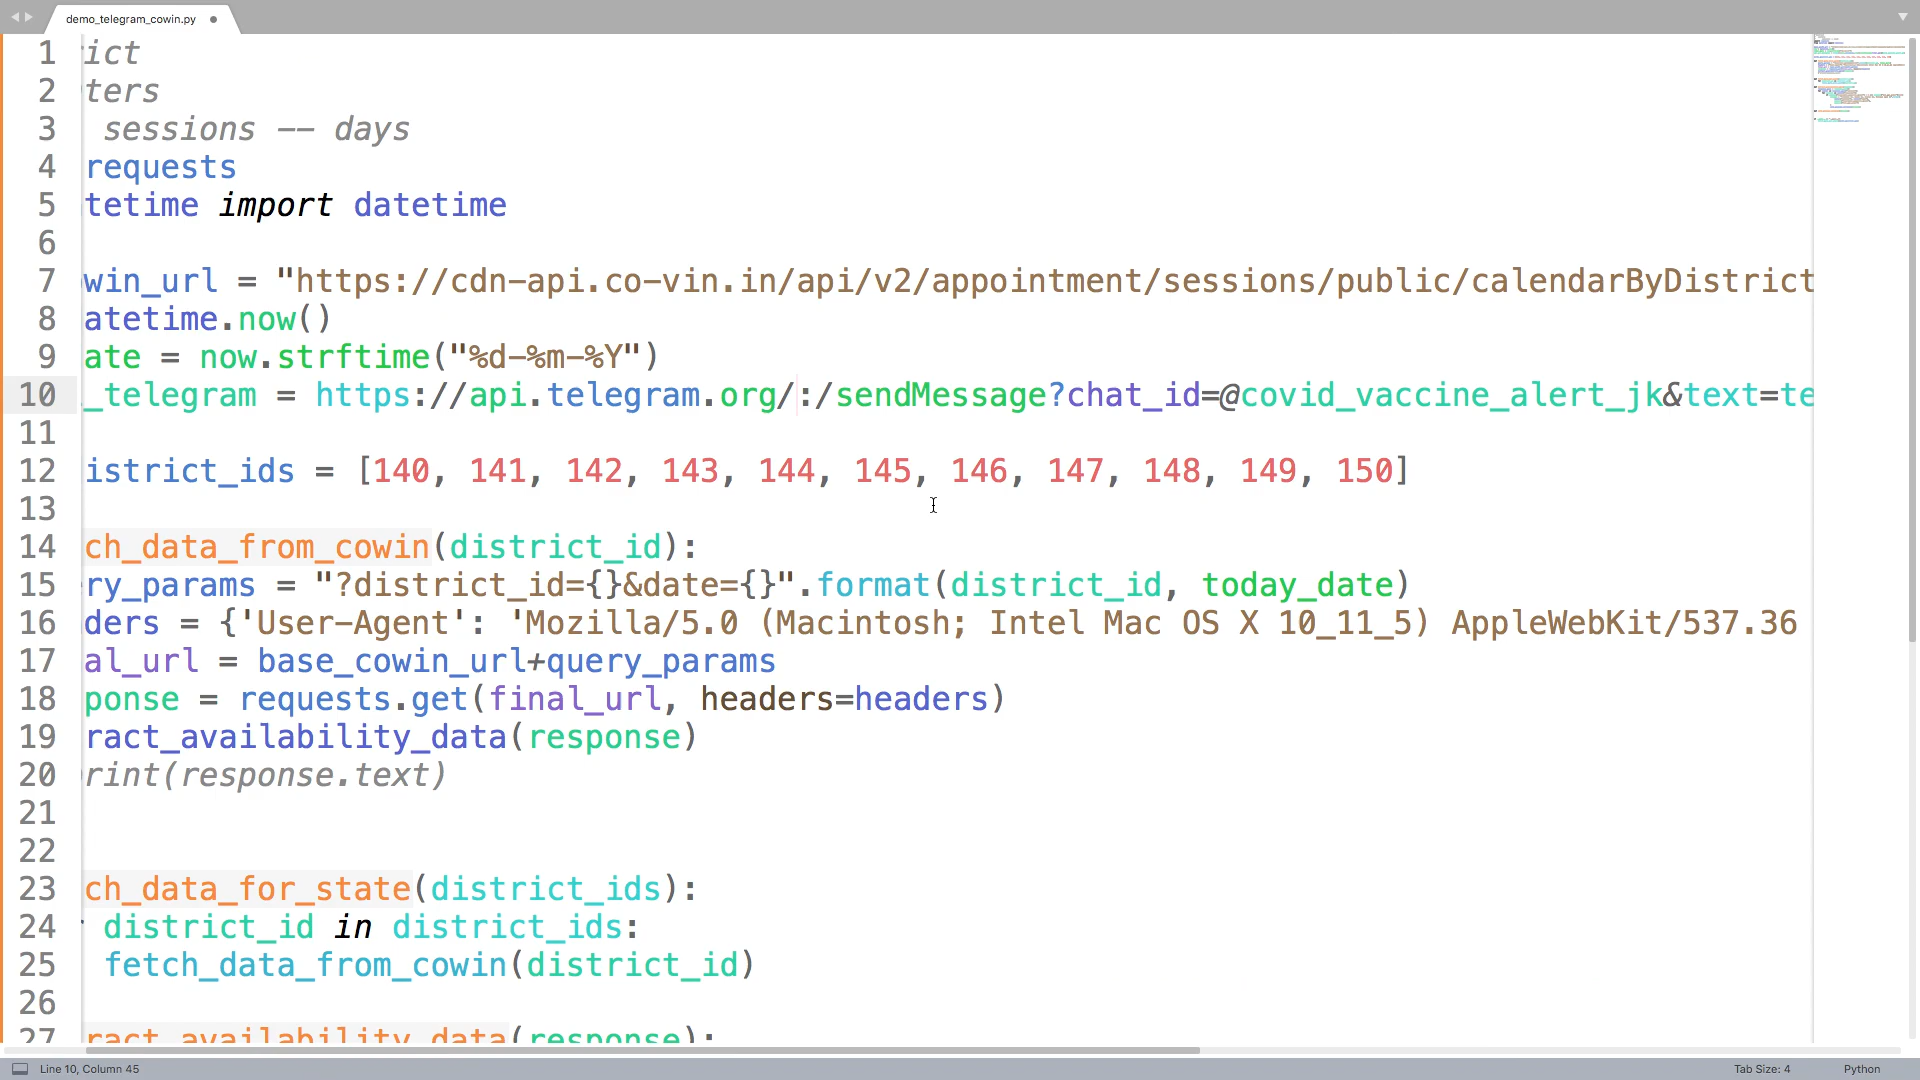 demo_telegram_cowin.py
1 rict
2 ters
3 sessions -- days
4 requests
5 tetime import datetime
6
7 win_url = "https://cdn-api.co-vin.in/api/v2/appointment/sessions/public/calendarByDistrict
8 atetime.now()
9 ate = now.strftime("%d-%m-%Y")
10 _telegram = https://api.telegram.org/:/sendMessage?chat_id=@covid_vaccine_alert_jk&text=te
11
12 istrict_ids = [140, 141, 142, 143, 144, 145, 146, 147, 148, 149, 150]
13
14 ch_data_from_cowin(district_id):
15 ry_params = "?district_id={}&date={}".format(district_id, today_date)
16 ders = {'User-Agent': 'Mozilla/5.0 (Macintosh; Intel Mac OS X 10_11_5) AppleWebKit/537.36
17 al_url = base_cowin_url+query_params
18 ponse = requests.get(final_url, headers=headers)
19 ract_availability_data(response)
20 rint(response.text)
21
22
23 ch_data_for_state(district_ids):
24 district_id in district_ids:
25 fetch_data_from_cowin(district_id)
26
27 ract_availability_data(response):
Line 10, Column 45
Tab Size: 4
Python